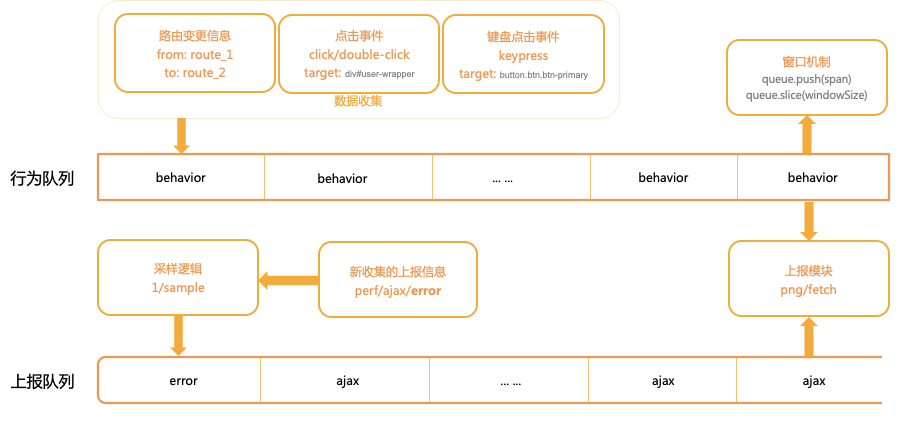 路由变更信息
from: route_1
to: route_2
点击事件
click/double-click
target: div#user-wrapper
键盘点击事件
keypress
target: button.btn.btn-primary
数据收集
窗口机制
queue.push(span)
queue.slice(windowSize)
行为队列
behavior
behavior
... ...
behavior
behavior
采样逻辑
1/sample
新收集的上报信息
perf/ajax/error
上报模块
png/fetch
上报队列
error
ajax
... ...
ajax
ajax